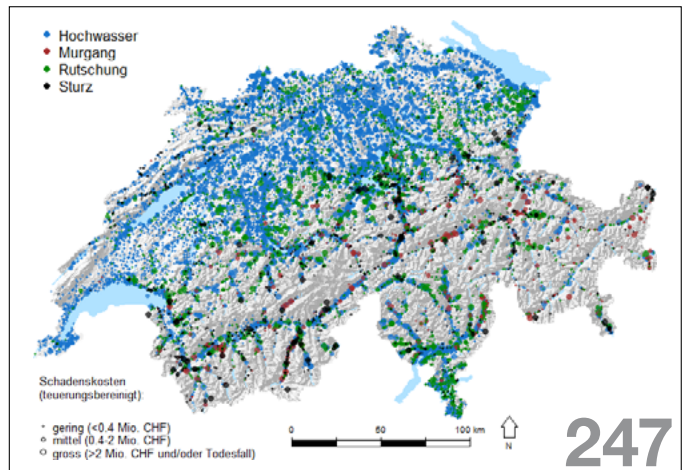 Hochwasser
Murgang
Rutschung
Sturz
Schadenskosten
(teuerungsbereinigt):
gering (<0.4 Mio. CHF)
mittel (0.4-2 Mio. CHF)
gross (>2 Mio. CHF und/oder Todesfall)
0 25 50 100 km
N
247